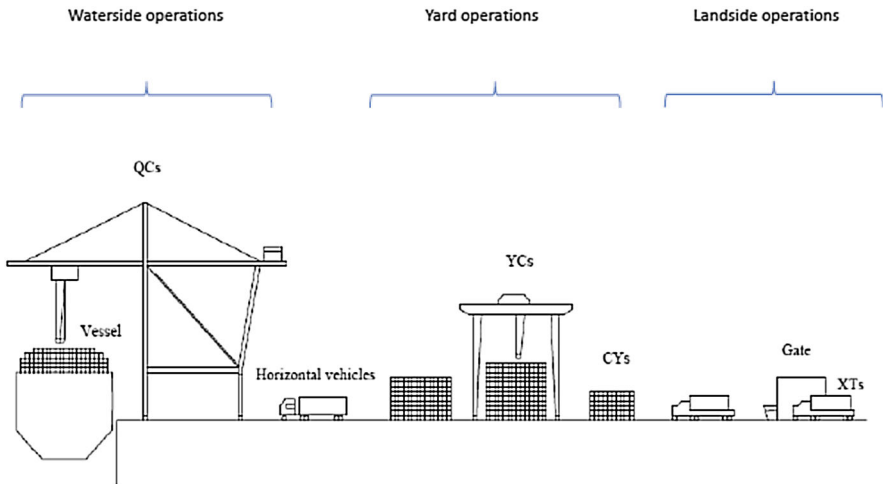 Waterside operations
Yard operations
Landside operations
QCs
YCs
Vessel
Horizontal vehicles
CYs
Gate
XTs